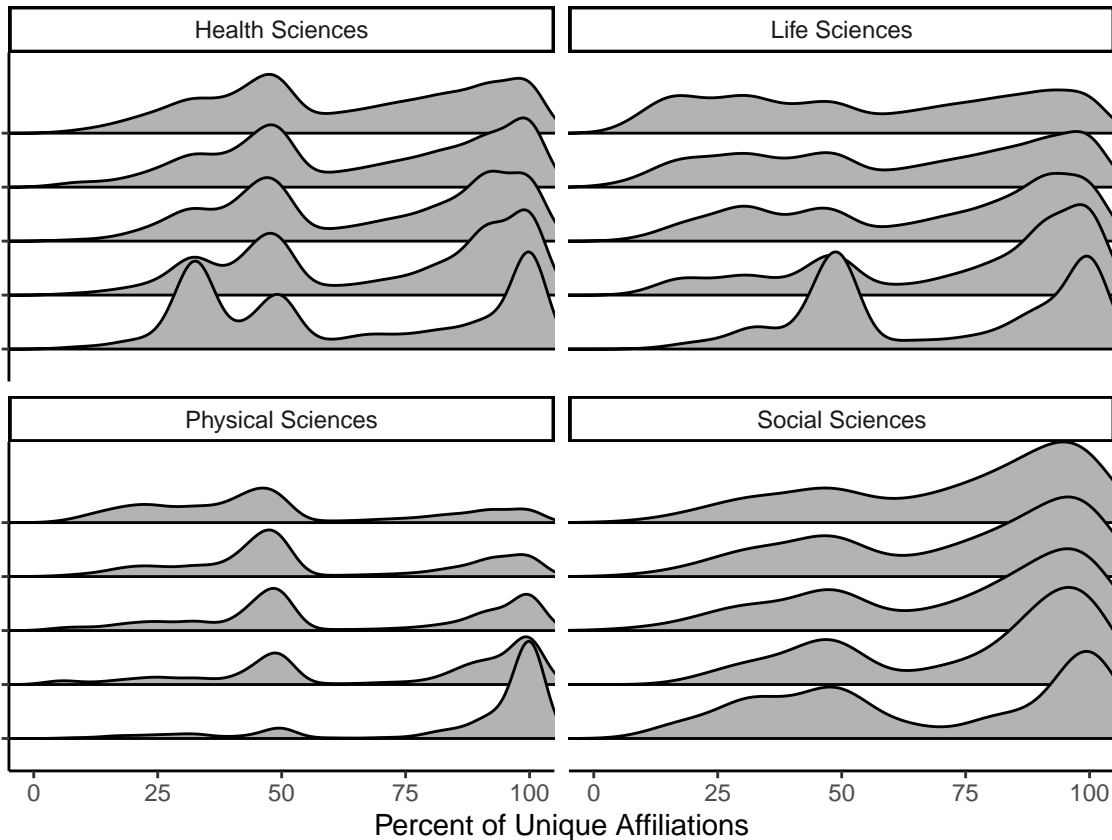 Health Sciences
Life Sciences
Physical Sciences
Social Sciences
0 25 50 75 100 0 25 50 75 100
Percent of Unique Affiliations